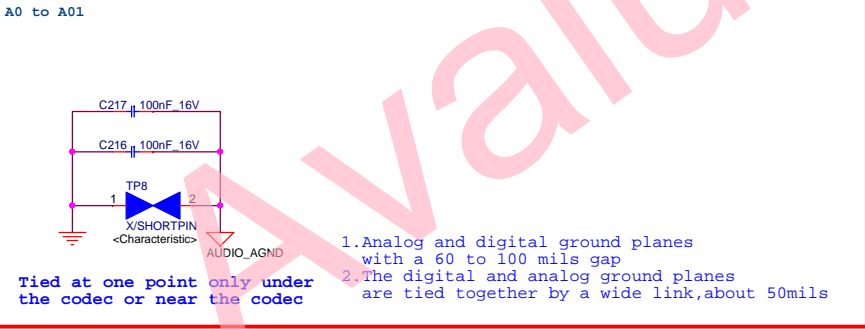 A0 to A01
C217 100nF_16V
C216 100nF_16V
TP8
1 2
X/SHORTPIN
<Characteristic>
AUDIO_AGND
Tied at one point only under
the codec or near the codec
1.Analog and digital ground planes
with a 60 to 100 mils gap
2.The digital and analog ground planes
are tied together by a wide link,about 50mils
Avalu